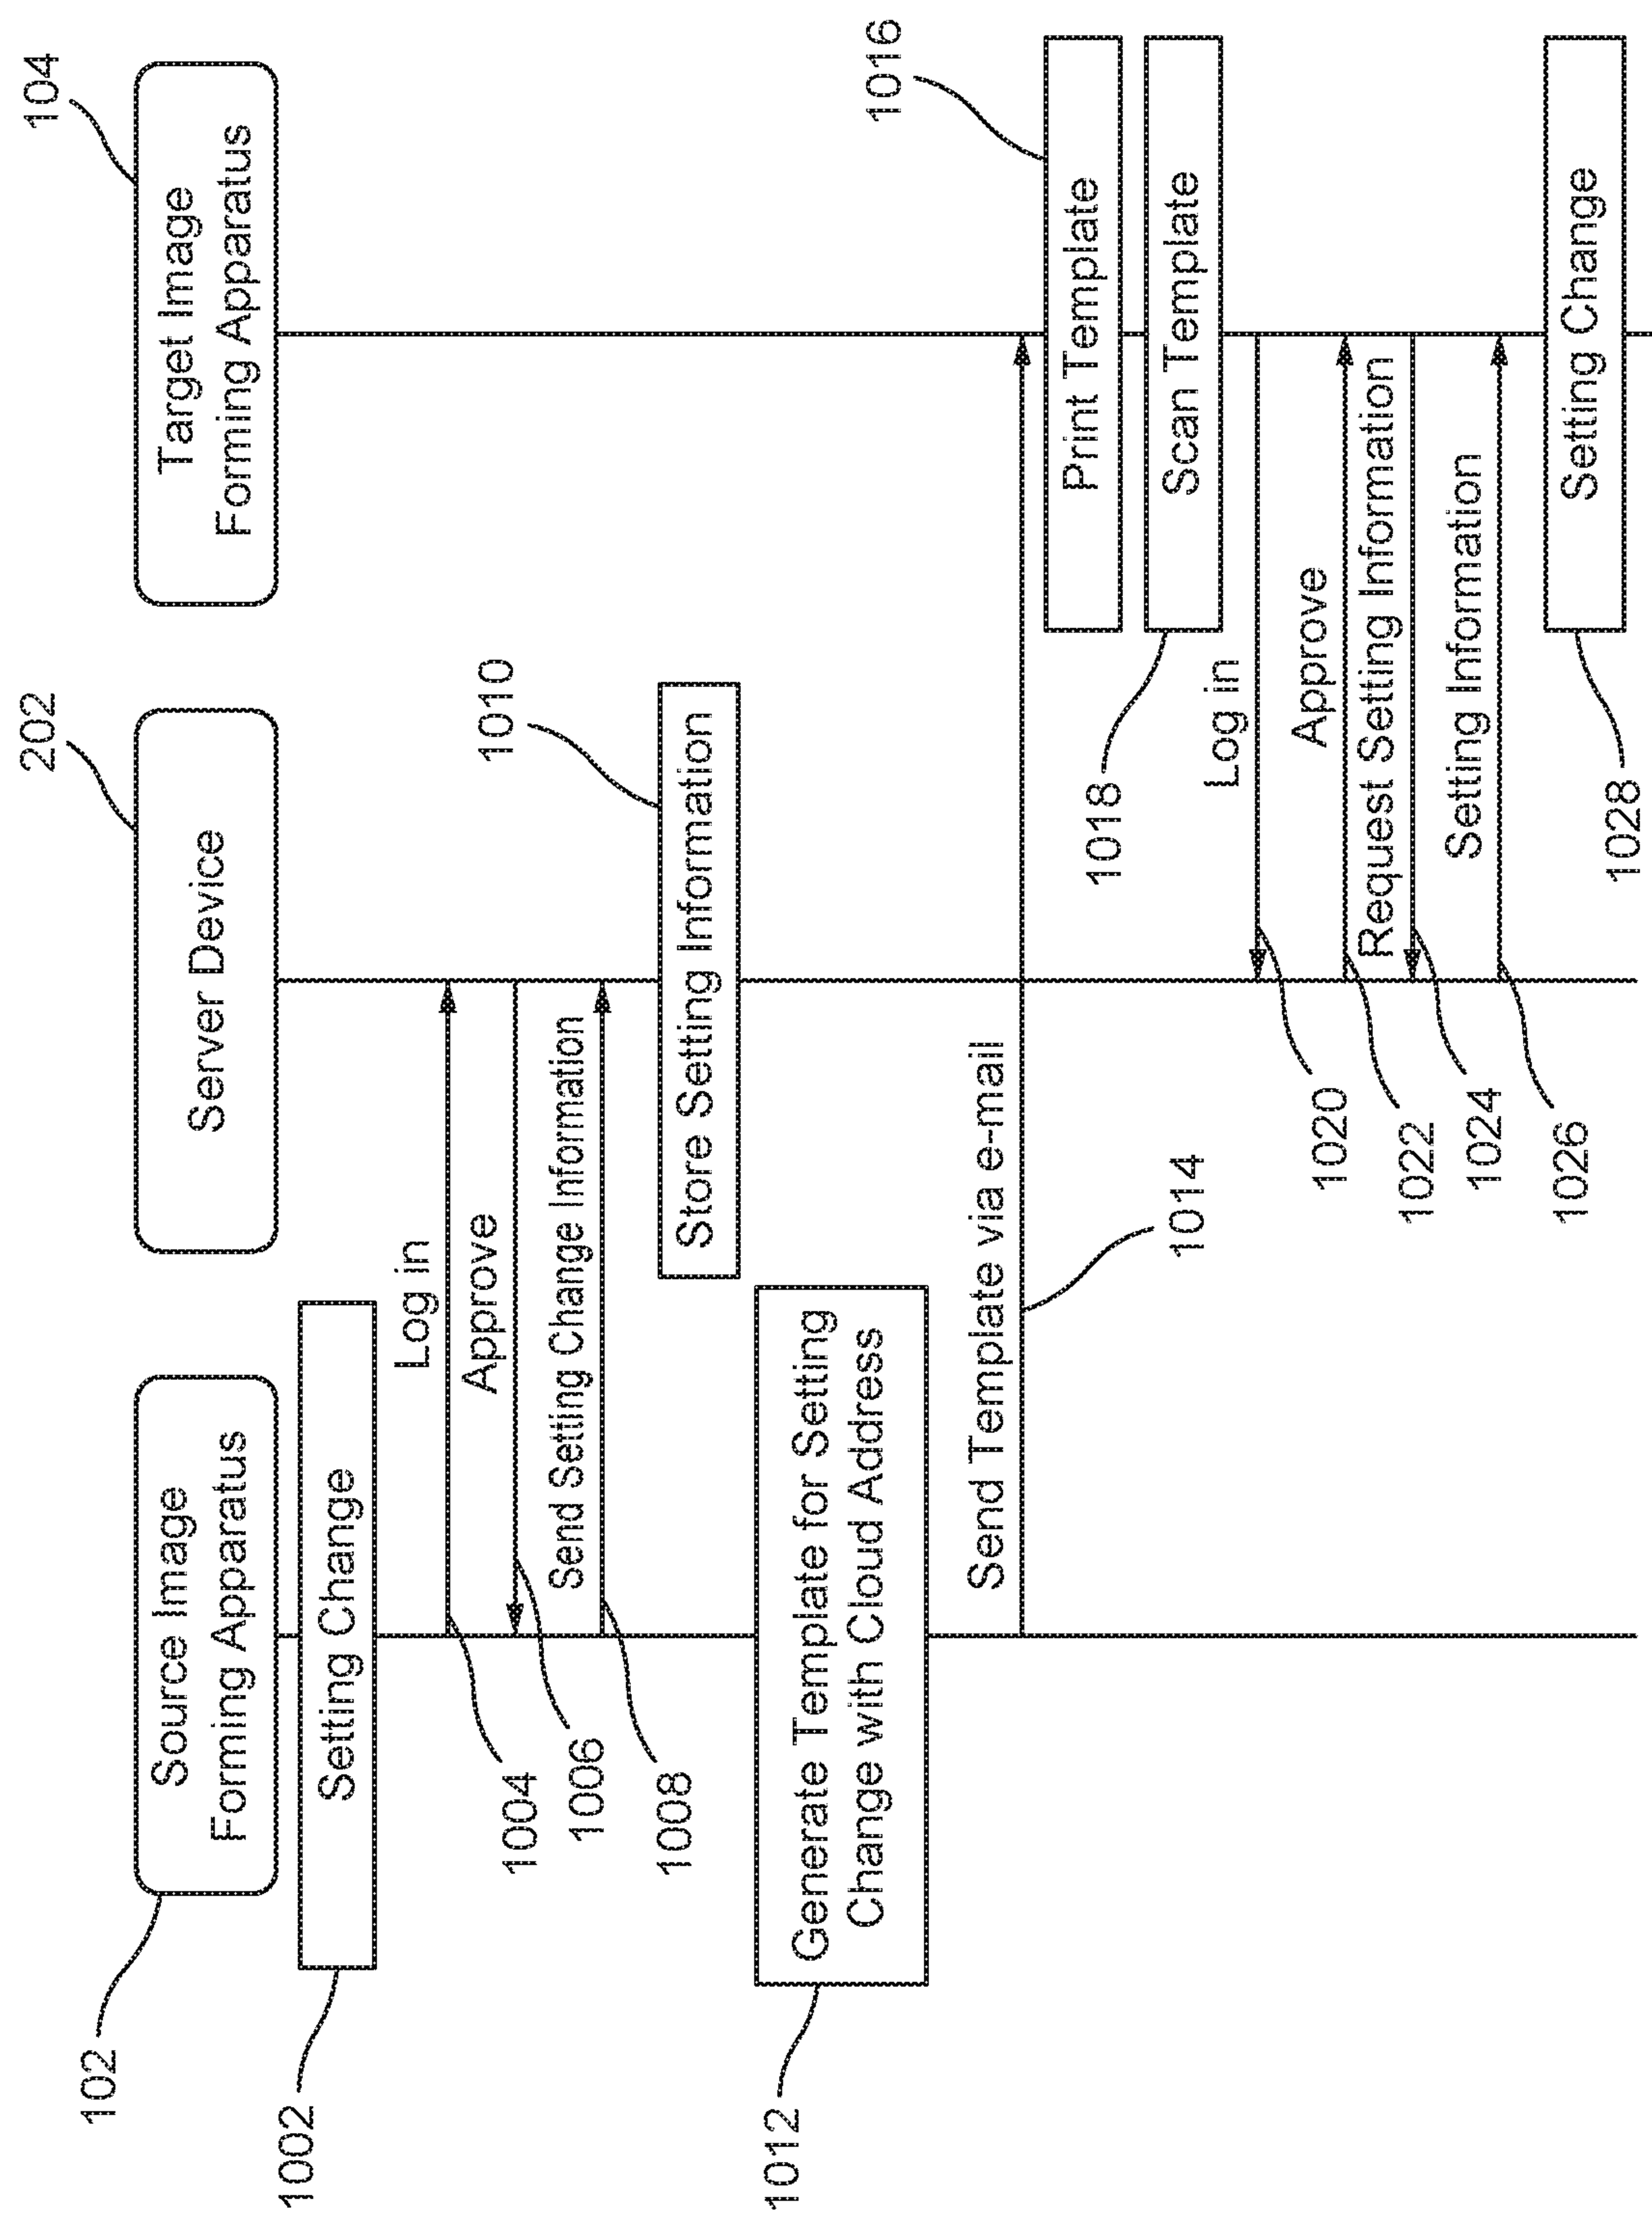 102
Source Image
Forming Apparatus
202
Server Device
104
Target Image
Forming Apparatus
1002
Setting Change
Log in
1004
Approve
1006
Send Setting Change Information
1008
1010
Store Setting Information
1012
Generate Template for Setting
Change with Cloud Address
Send Template via e-mail
1014
1016
Print Template
1018
Scan Template
Log in
1020
Approve
1022
Request Setting Information
1024
Setting Information
1026
1028
Setting Change